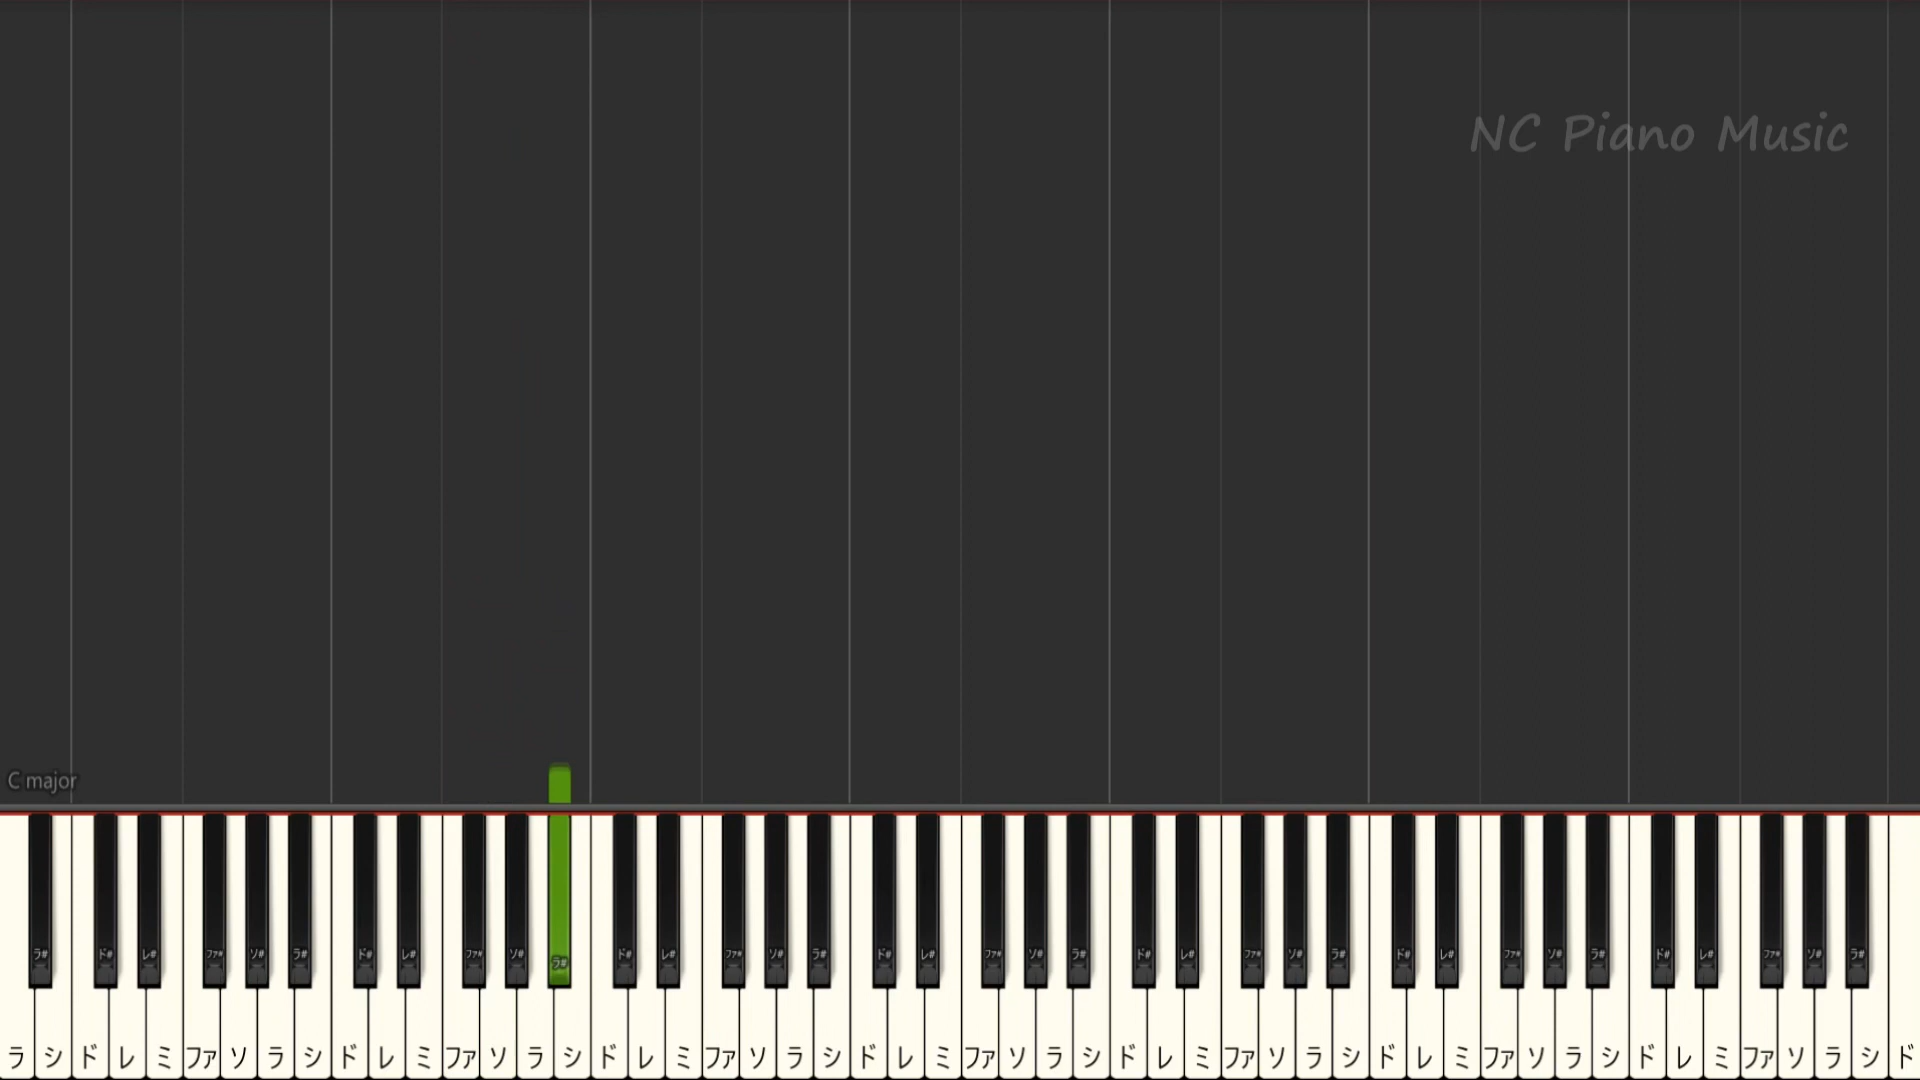 NC Piano Music
C major
ラ# ド# レ# ファ# ソ# ラ# ド# レ# ファ# ソ# ラ# ド# レ# ファ# ソ# ラ# ド# レ# ファ# ソ# ラ# ド# レ# ファ# ソ# ラ# ド# レ# ファ# ソ# ラ# ド# レ# ファ# ソ# ラ#
ラ シ ド レ ミ ファ ソ ラ シ ド レ ミ ファ ソ ラ シ ド レ ミ ファ ソ ラ シ ド レ ミ ファ ソ ラ シ ド レ ミ ファ ソ ラ シ ド レ ミ ファ ソ ラ シ ド レ ミ ファ ソ ラ シ ド